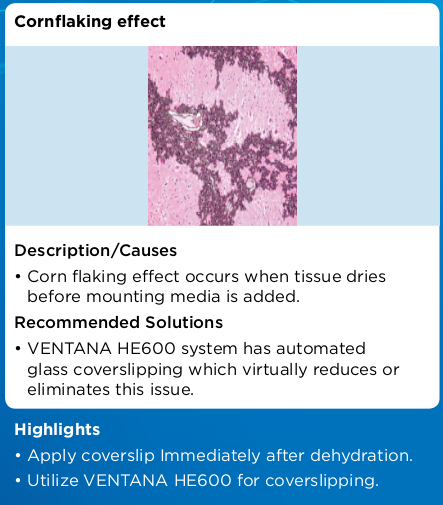 Cornflaking effect
Description/Causes
• Corn flaking effect occurs when tissue dries
before mounting media is added.
Recommended Solutions
• VENTANA HE600 system has automated
glass coverslipping which virtually reduces or
eliminates this issue.
Highlights
• Apply coverslip Immediately after dehydration.
• Utilize VENTANA HE600 for coverslipping.